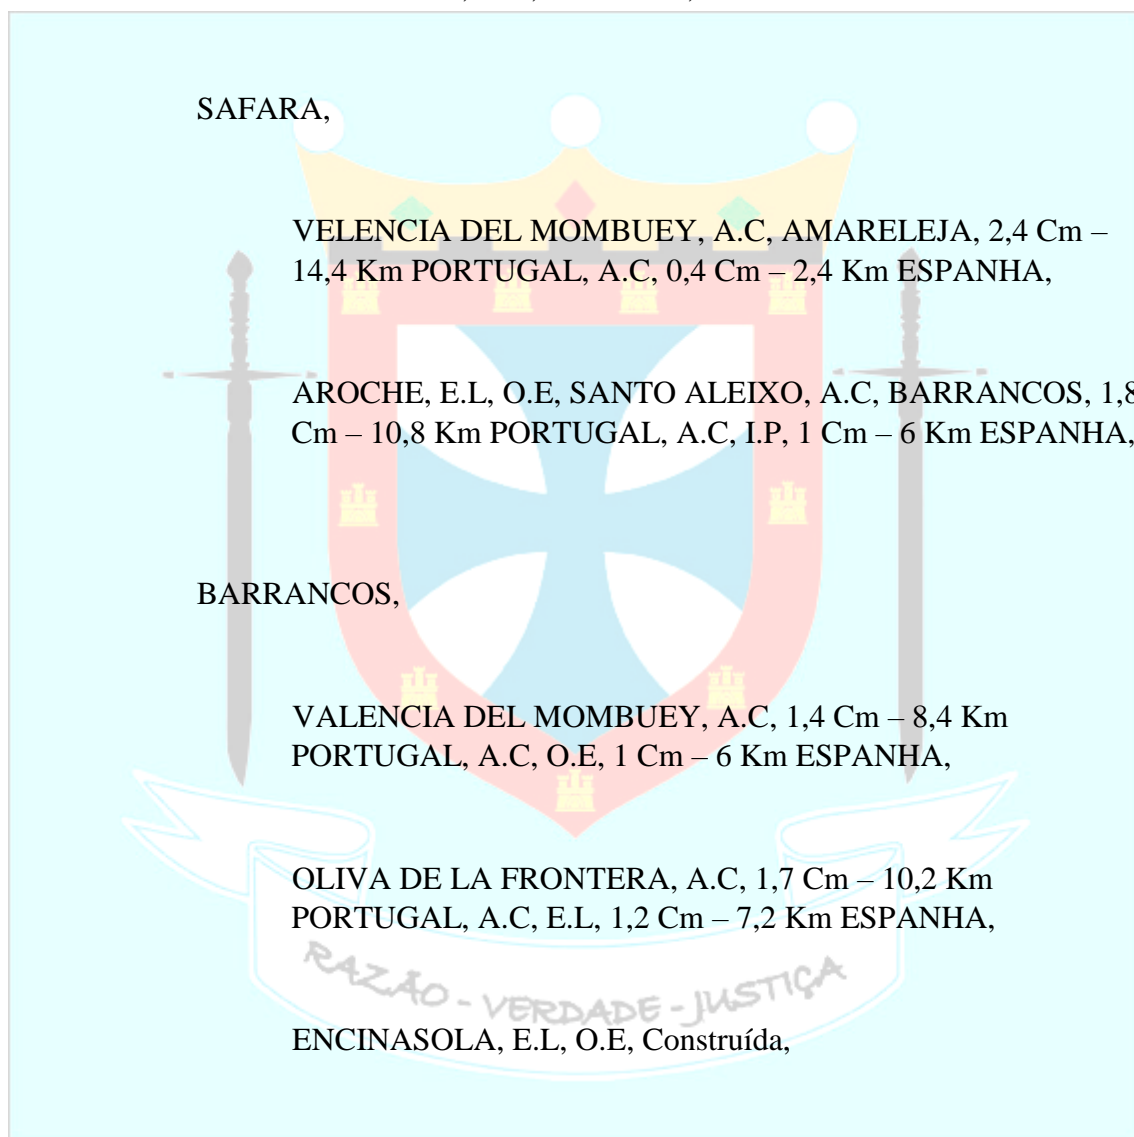 SAFARA,
VELENCIA DEL MOMBUEY, A.C, AMARELEJA, 2,4 Cm –
14,4 Km PORTUGAL, A.C, 0,4 Cm – 2,4 Km ESPANHA,
AROCHE, E.L, O.E, SANTO ALEIXO, A.C, BARRANCOS, 1,8
Cm – 10,8 Km PORTUGAL, A.C, I.P, 1 Cm – 6 Km ESPANHA,
BARRANCOS,
VALENCIA DEL MOMBUEY, A.C, 1,4 Cm – 8,4 Km
PORTUGAL, A.C, O.E, 1 Cm – 6 Km ESPANHA,
OLIVA DE LA FRONTERA, A.C, 1,7 Cm – 10,2 Km
PORTUGAL, A.C, E.L, 1,2 Cm – 7,2 Km ESPANHA,
RAZÃO - VERDADE - JUSTIÇA
ENCINASOLA, E.L, O.E, Construída,